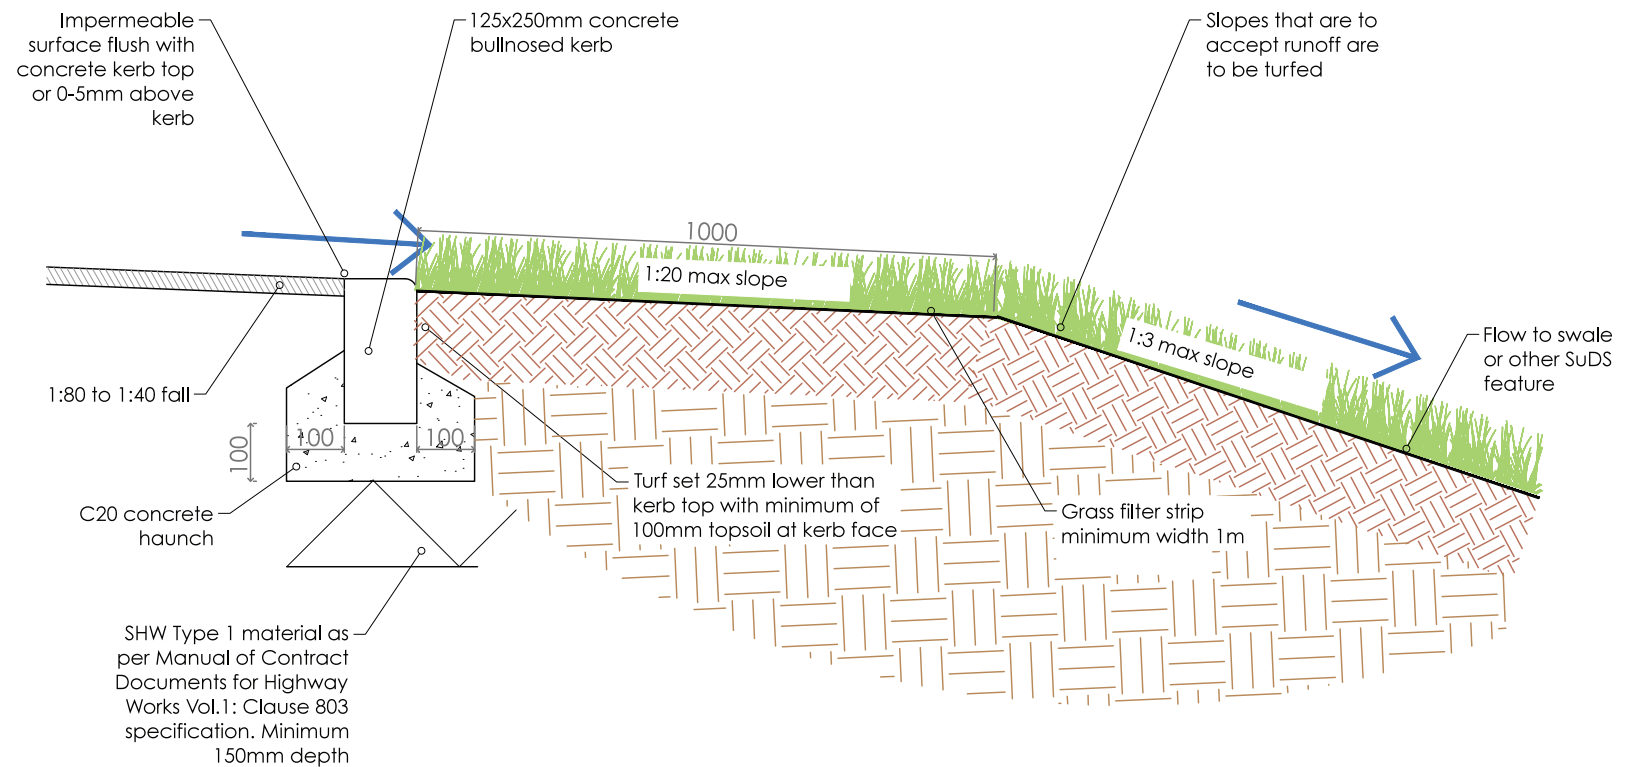 Impermeable
surface flush with
concrete kerb top
or 0-5mm above
kerb
125x250mm concrete
bullnosed kerb
Slopes that are to
accept runoff are
to be turfed
1000
1:20 max slope
1:3 max slope
Flow to swale
or other SuDS
feature
1:80 to 1:40 fall
100
100
100
C20 concrete
haunch
Turf set 25mm lower than
kerb top with minimum of
100mm topsoil at kerb face
Grass filter strip
minimum width 1m
SHW Type 1 material as
per Manual of Contract
Documents for Highway
Works Vol.1: Clause 803
specification. Minimum
150mm depth